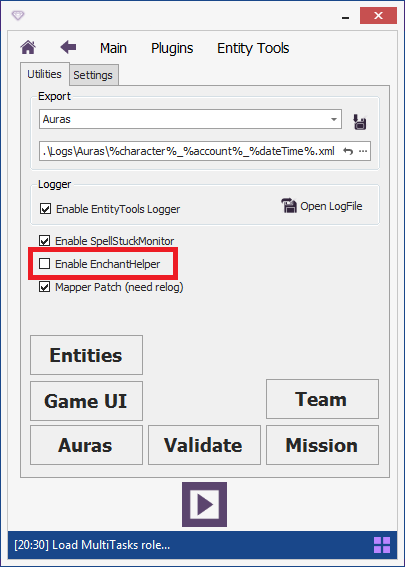 Main Plugins Entity Tools
Utilities Settings
Export
Auras
.\Logs\Auras\%character%_%account%_%dateTime%.xml
Logger
Enable EntityTools Logger
Open LogFile
Enable SpellStuckMonitor
Enable EnchantHelper
Mapper Patch (need relog)
Entities
Game UI
Team
Auras
Validate
Mission
[20:30] Load MultiTasks role...